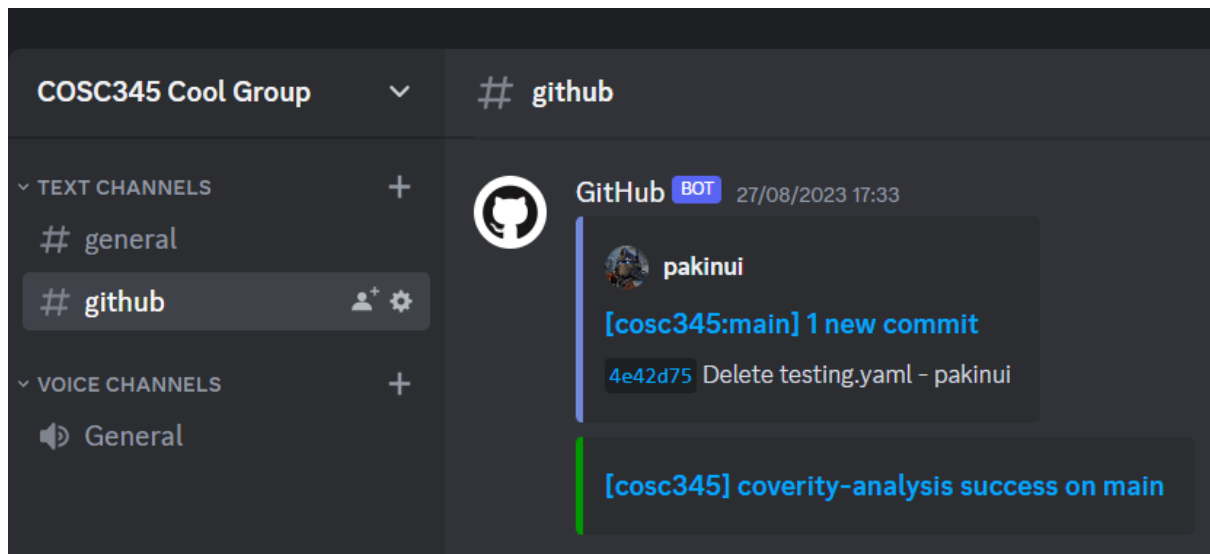 COSC345 Cool Group
TEXT CHANNELS
# general
# github
VOICE CHANNELS
General
# github
GitHub BOT 27/08/2023 17:33
pakinui
[cosc345:main] 1 new commit
4e42d75 Delete testing.yaml - pakinui
[cosc345] coverity-analysis success on main